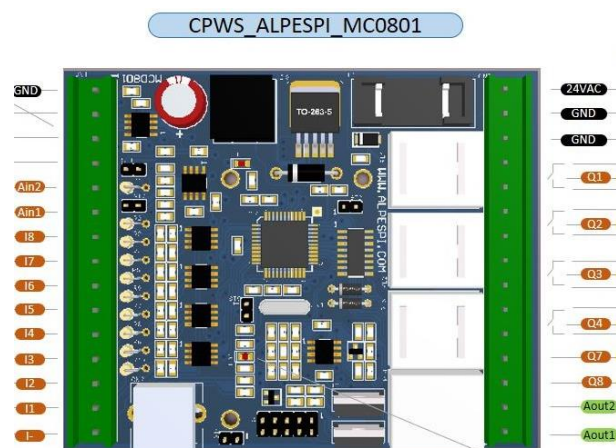 CPWS_ALPESPI_MC0801
MCD801
TO-263-5
WWW.ALPESPI.COM
GND
Ain2
Ain1
I8
I7
I6
I5
I4
I3
I2
I1
I-
24VAC
GND
GND
Q1
Q2
Q3
Q4
Q7
Q8
Aout2
Aout1